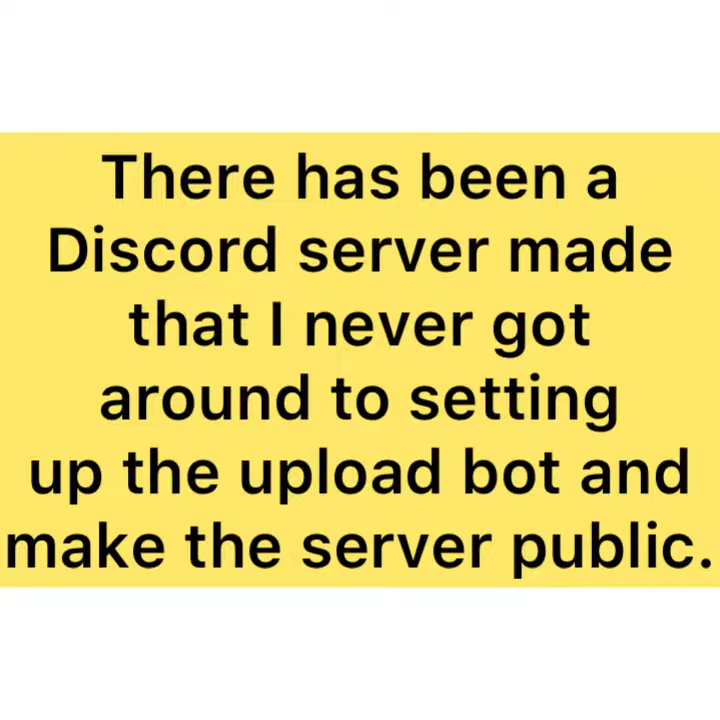 There has been a
Discord server made
that I never got
around to setting
up the upload bot and
make the server public.